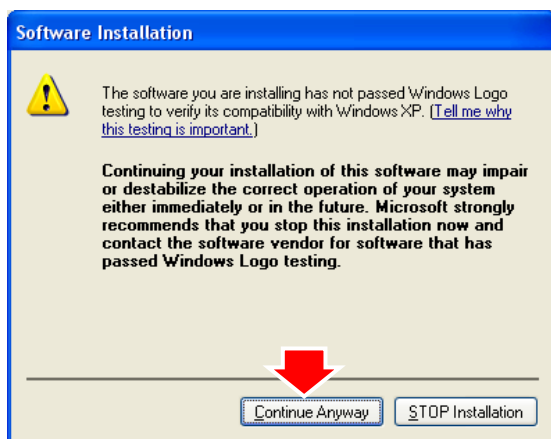 Software Installation
The software you are installing has not passed Windows Logo
testing to verify its compatibility with Windows XP. (Tell me why
this testing is important.)
Continuing your installation of this software may impair
or destabilize the correct operation of your system
either immediately or in the future. Microsoft strongly
recommends that you stop this installation now and
contact the software vendor for software that has
passed Windows Logo testing.
Continue Anyway
STOP Installation